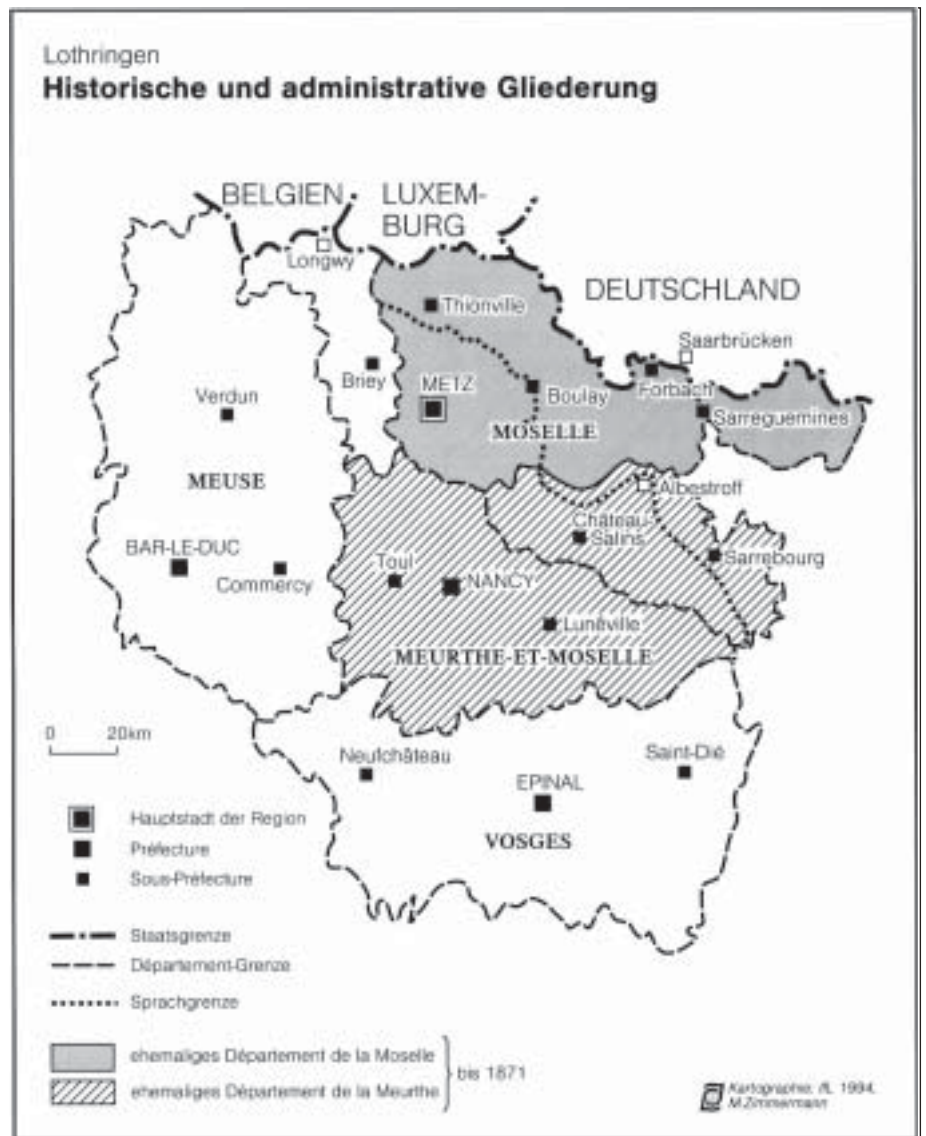 Lothringen
Historische und administrative Gliederung
BELGIEN
LUXEM-
BURG
Longwy
DEUTSCHLAND
Thionville
Saarbrücken
Briey
METZ
Boulay
Forbach
Verdun
Sarreguemines
MOSELLE
MEUSE
Albestroff
Château-
Salins
BAR-LE-DUC
Commercy
Toul
NANCY
Sarrebourg
Lunéville
MEURTHE-ET-MOSELLE
0 20km
Neufchâteau
Saint-Dié
EPINAL
VOSGES
Hauptstadt der Region
Préfecture
Sous-Préfecture
Staatsgrenze
Département-Grenze
Sprachgrenze
ehemaliges Département de la Moselle
ehemaliges Département de la Meurthe
bis 1871
Kartographie: IfL 1994,
M.Zimmermann